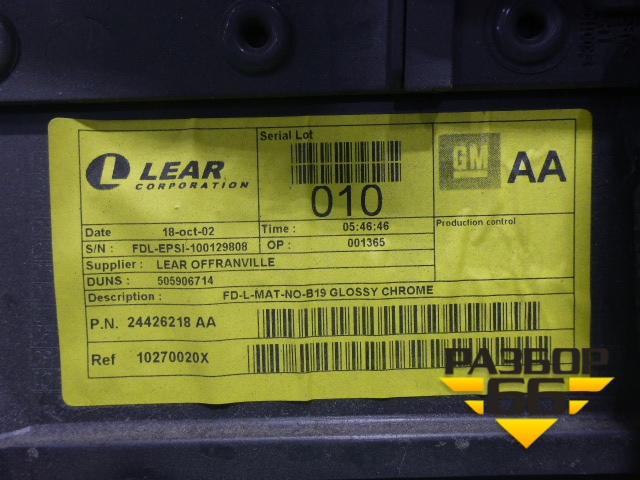 LEAR
CORPORATION
Serial Lot
010
GM
AA
Date 18-oct-02
Time : 05:46:46
Production control
S/N : FDL-EPSI-100129808
OP : 001365
Supplier : LEAR OFFRANVILLE
DUNS : 505906714
Description : FD-L-MAT-NO-B19 GLOSSY CHROME
P.N. 24426218 AA
Ref 10270020X
РАЗБОР
66